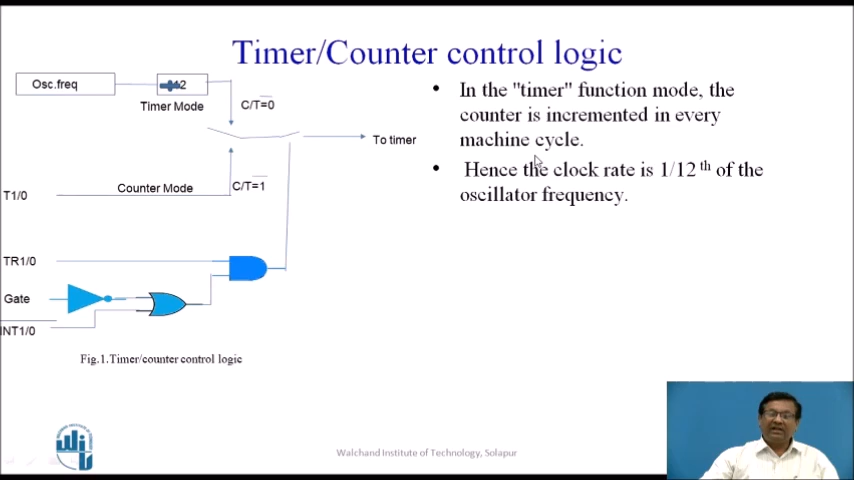 Timer/Counter control logic
Osc.freq
Timer Mode
C/T̅=0
To timer
Counter Mode
C/T̅=1
T1/0
TR1/0
Gate
INT1/0
Fig.1.Timer/counter control logic
• In the "timer" function mode, the
counter is incremented in every
machine cycle.
• Hence the clock rate is 1/12 th of the
oscillator frequency.
Walchand Institute of Technology, Solapur